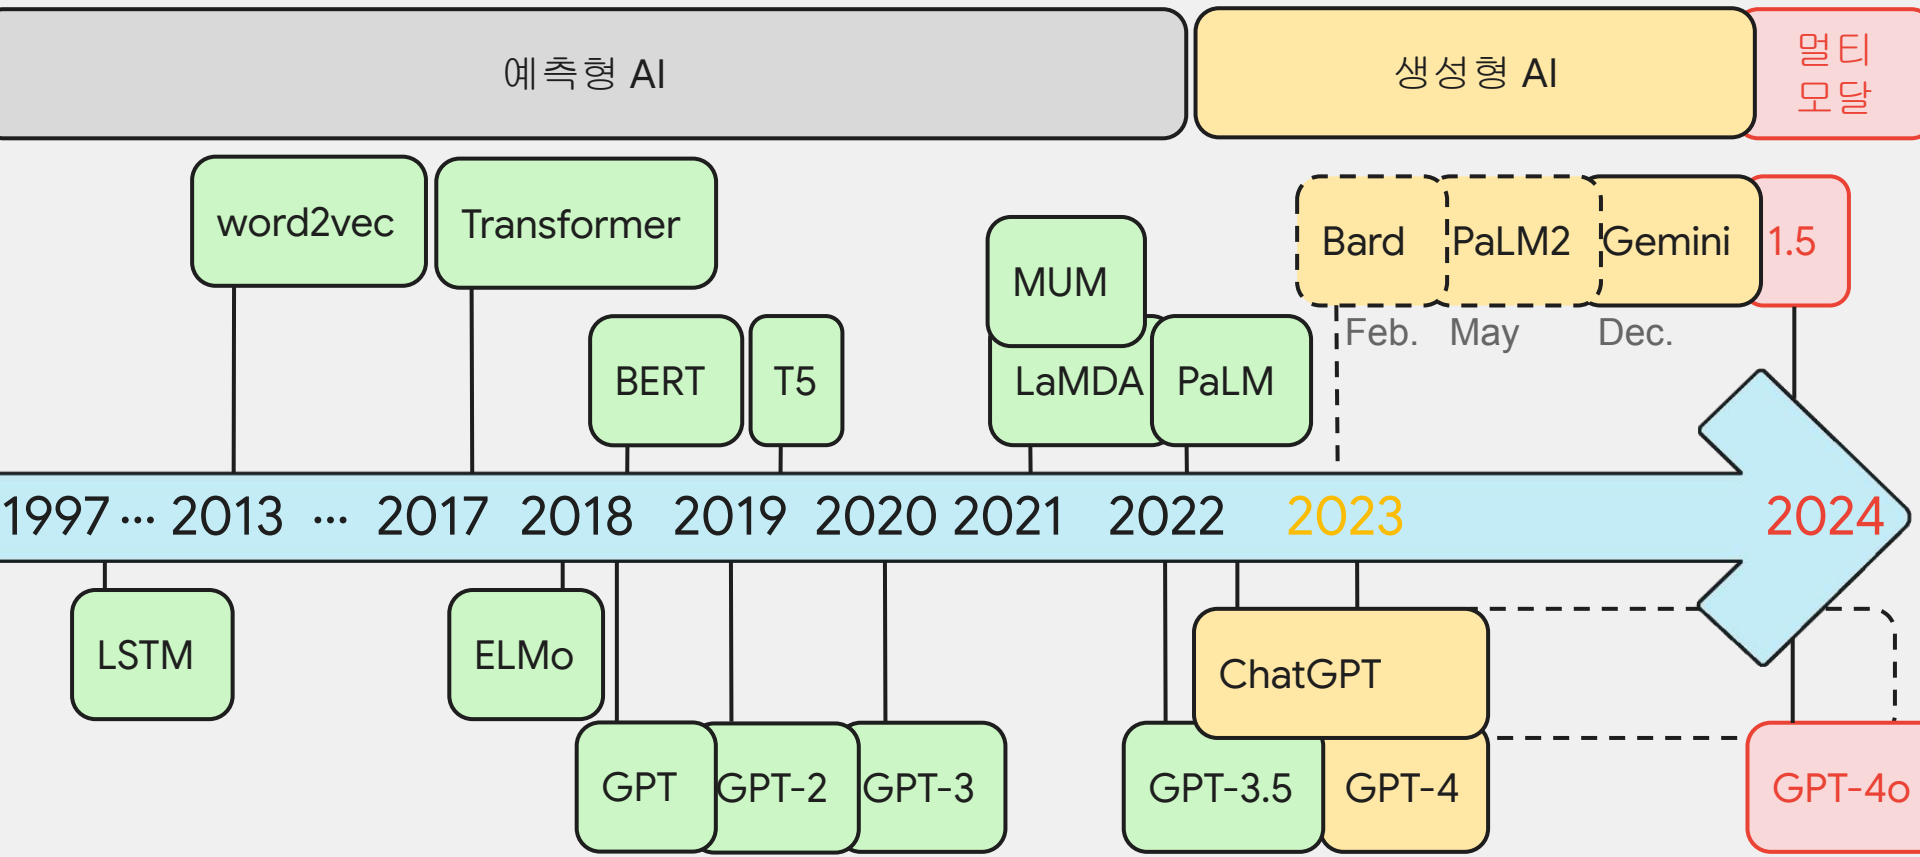 예측형 AI
생성형 AI
멀티
모달
word2vec
Transformer
BERT
T5
MUM
LaMDA
PaLM
Bard
PaLM2
Gemini
1.5
Feb.
May
Dec.
1997 ... 2013 ... 2017 2018 2019 2020 2021 2022 2023 2024
LSTM
ELMo
ChatGPT
GPT
GPT-2
GPT-3
GPT-3.5
GPT-4
GPT-4o